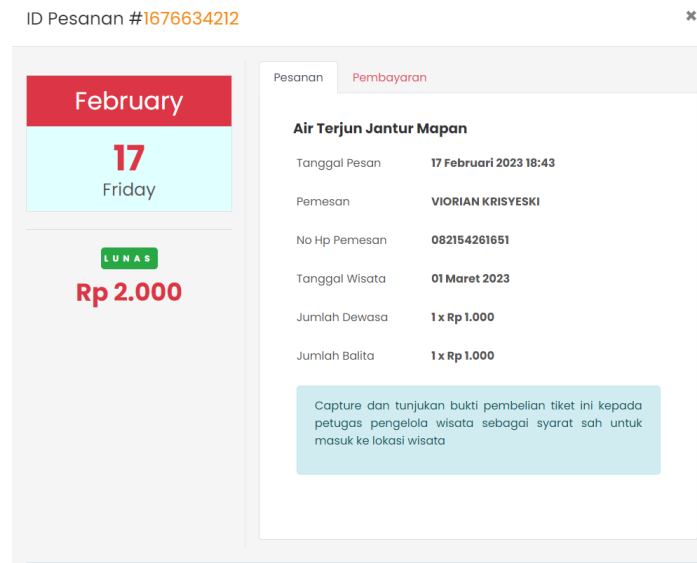 ID Pesanan #1676634212
×
February
17
Friday
LUNAS
Rp 2.000
Pesanan Pembayaran
Air Terjun Jantur Mapan
Tanggal Pesan 17 Februari 2023 18:43
Pemesan VIORIAN KRISYESKI
No Hp Pemesan 082154261651
Tanggal Wisata 01 Maret 2023
Jumlah Dewasa 1 x Rp 1.000
Jumlah Balita 1 x Rp 1.000
Capture dan tunjukan bukti pembelian tiket ini kepada
petugas pengelola wisata sebagai syarat sah untuk
masuk ke lokasi wisata